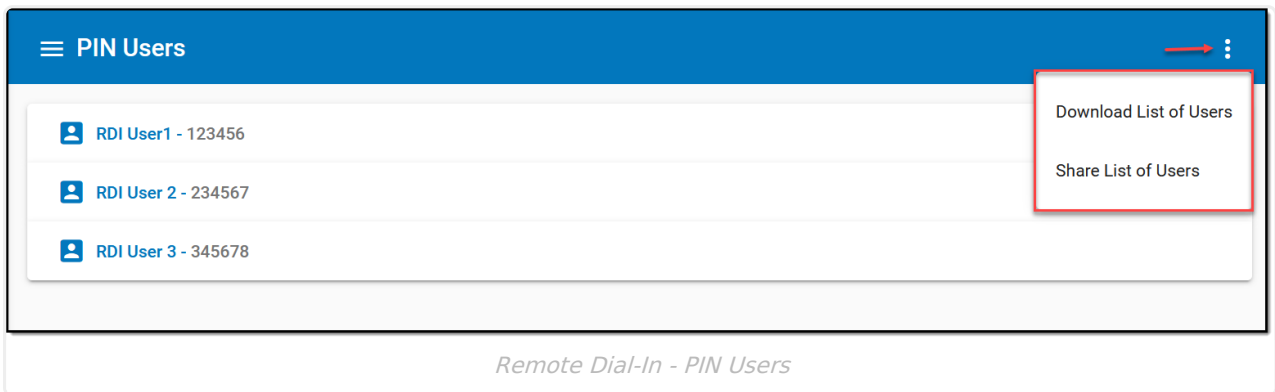 PIN Users
Download List of Users
Share List of Users
RDI User1 - 123456
RDI User 2 - 234567
RDI User 3 - 345678
Remote Dial-In - PIN Users